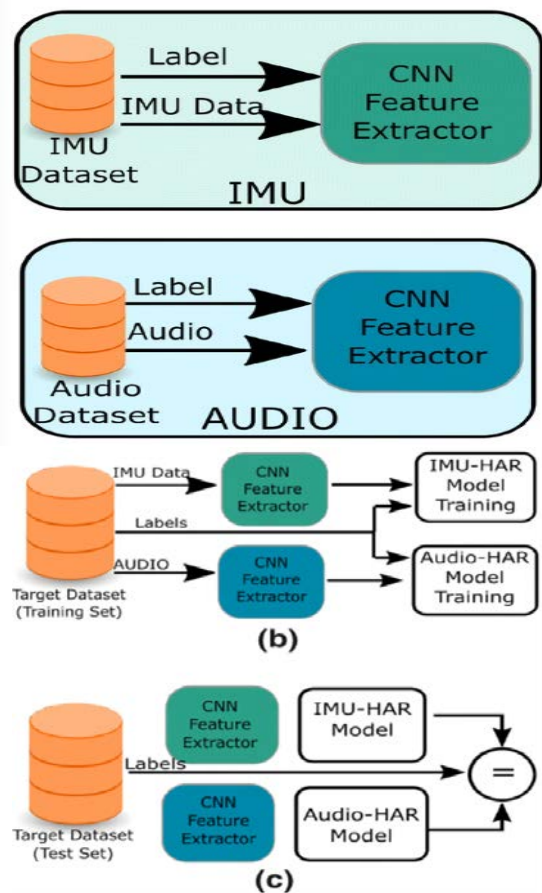 Label
IMU Data
IMU
Dataset
CNN
Feature
Extractor
IMU
Label
Audio
Audio
Dataset
CNN
Feature
Extractor
AUDIO
IMU Data
Labels
AUDIO
Target Dataset
(Training Set)
CNN
Feature
Extractor
CNN
Feature
Extractor
IMU-HAR
Model
Training
Audio-HAR
Model
Training
(b)
Labels
Target Dataset
(Test Set)
CNN
Feature
Extractor
CNN
Feature
Extractor
IMU-HAR
Model
Audio-HAR
Model
=
(c)